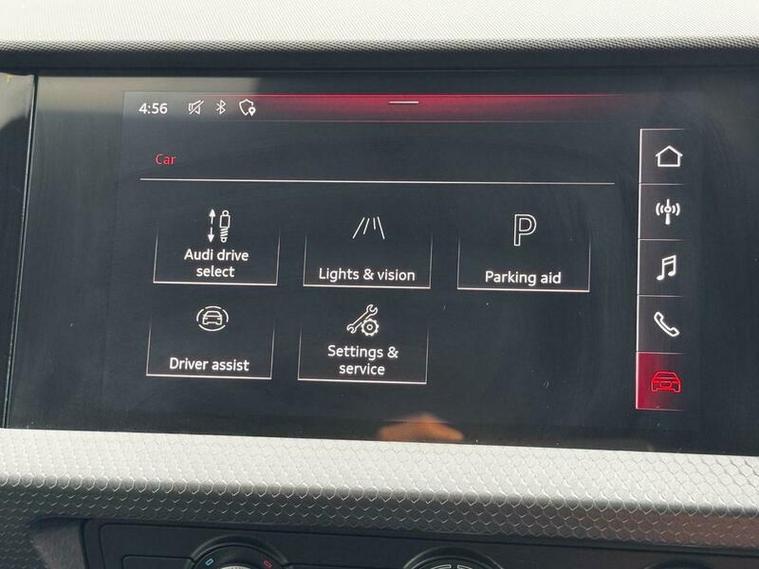 4:56
Car
Audi drive
select
Lights & vision
P
Parking aid
Driver assist
Settings &
service